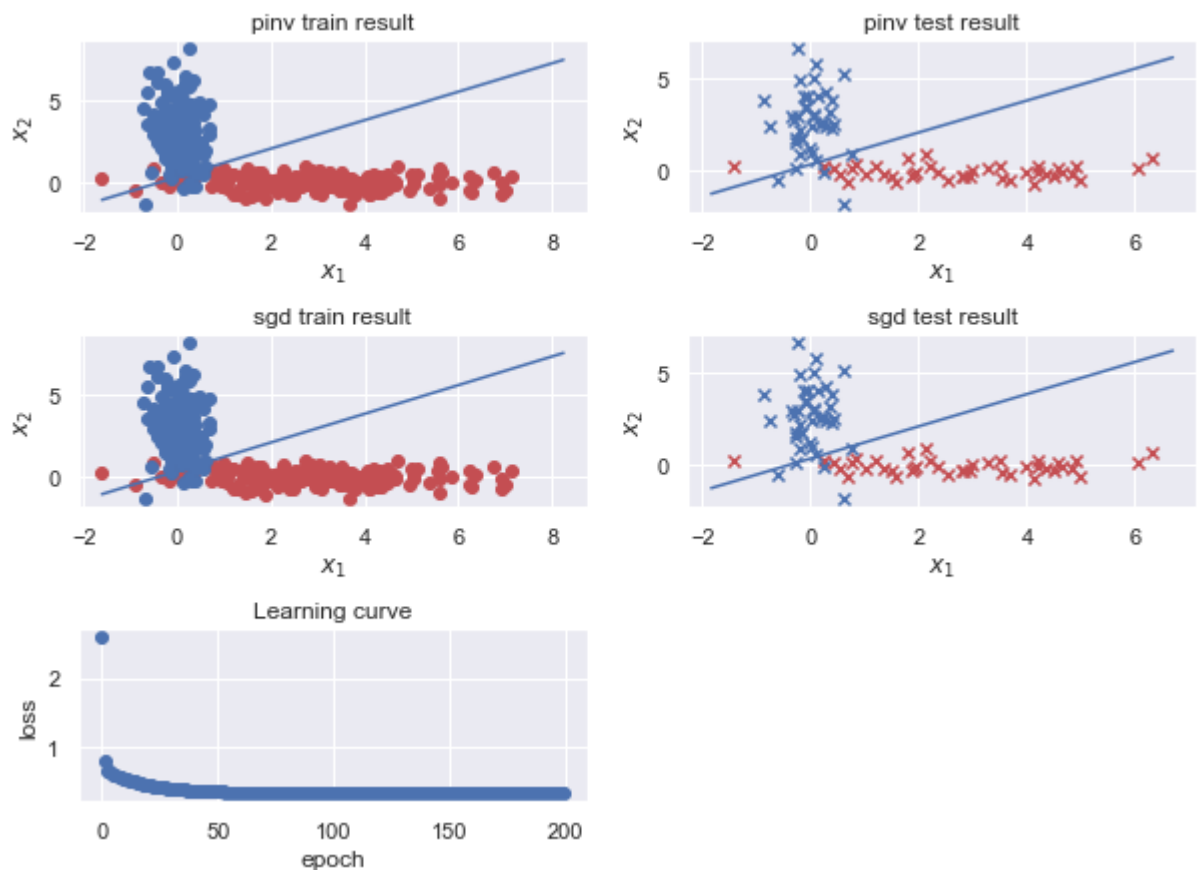 pinv train result
pinv test result
x₂
5
0
−2 0 2 4 6 8
x₁
x₂
5
0
−2 0 2 4 6
x₁
sgd train result
sgd test result
x₂
5
0
−2 0 2 4 6 8
x₁
x₂
5
0
−2 0 2 4 6
x₁
Learning curve
loss
2
1
0 50 100 150 200
epoch